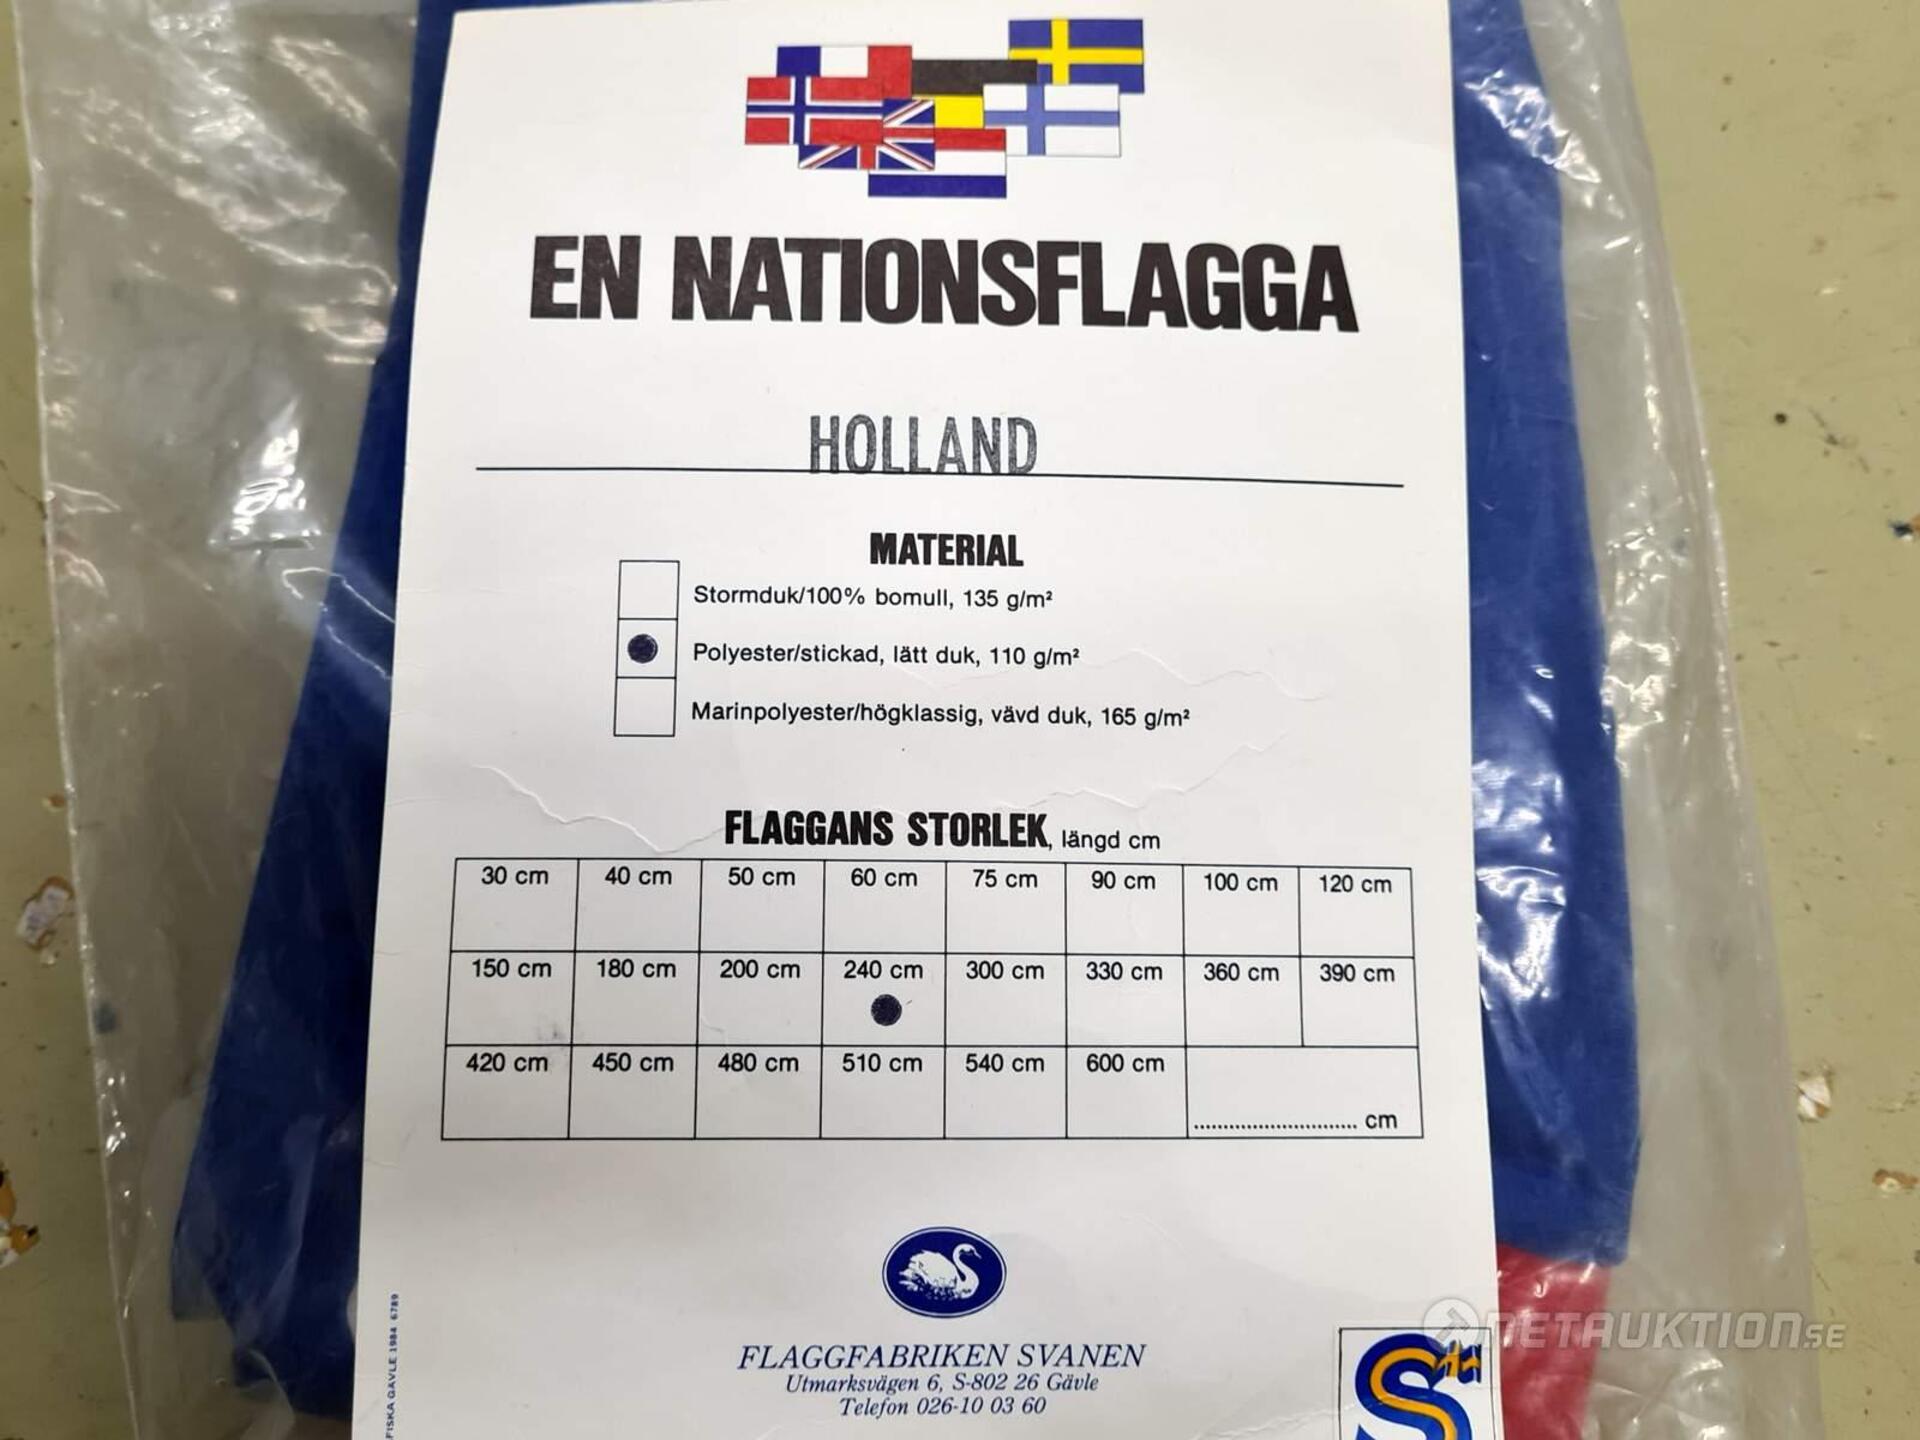 EN NATIONSFLAGGA
HOLLAND
MATERIAL
Stormduk/100% bomull, 135 g/m²
Polyester/stickad, lätt duk, 110 g/m²
Marinpolyester/högklassig, vävd duk, 165 g/m²
FLAGGANS STORLEK, längd cm
30 cm 40 cm 50 cm 60 cm 75 cm 90 cm 100 cm 120 cm
150 cm 180 cm 200 cm 240 cm 300 cm 330 cm 360 cm 390 cm
420 cm 450 cm 480 cm 510 cm 540 cm 600 cm
............................ cm
FLAGGFABRIKEN SVANEN
Utmarksvägen 6, S-802 26 Gävle
Telefon 026-10 03 60
GÄVLE 1984 6789
NETAUKTION.SE